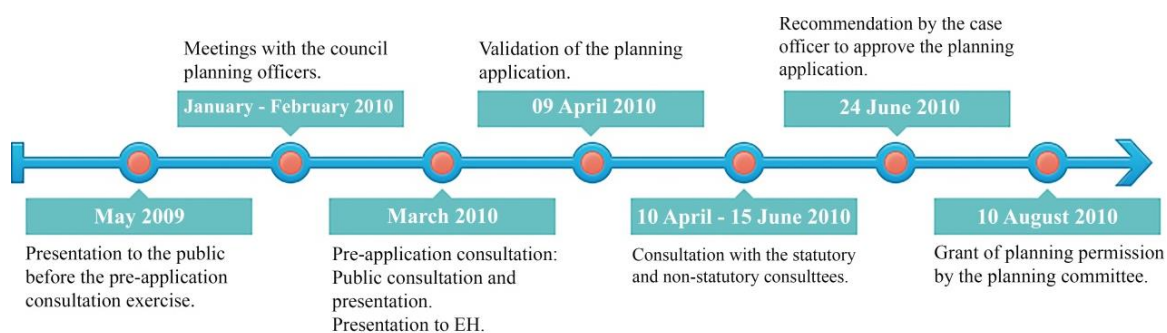 Meetings with the council
planning officers.
January - February 2010
Validation of the planning
application.
09 April 2010
Recommendation by the case
officer to approve the planning
application.
24 June 2010
May 2009
Presentation to the public
before the pre-application
consultation exercise.
March 2010
Pre-application consultation:
Public consultation and
presentation.
Presentation to EH.
10 April - 15 June 2010
Consultation with the statutory
and non-statutory consulttees.
10 August 2010
Grant of planning permission
by the planning committee.